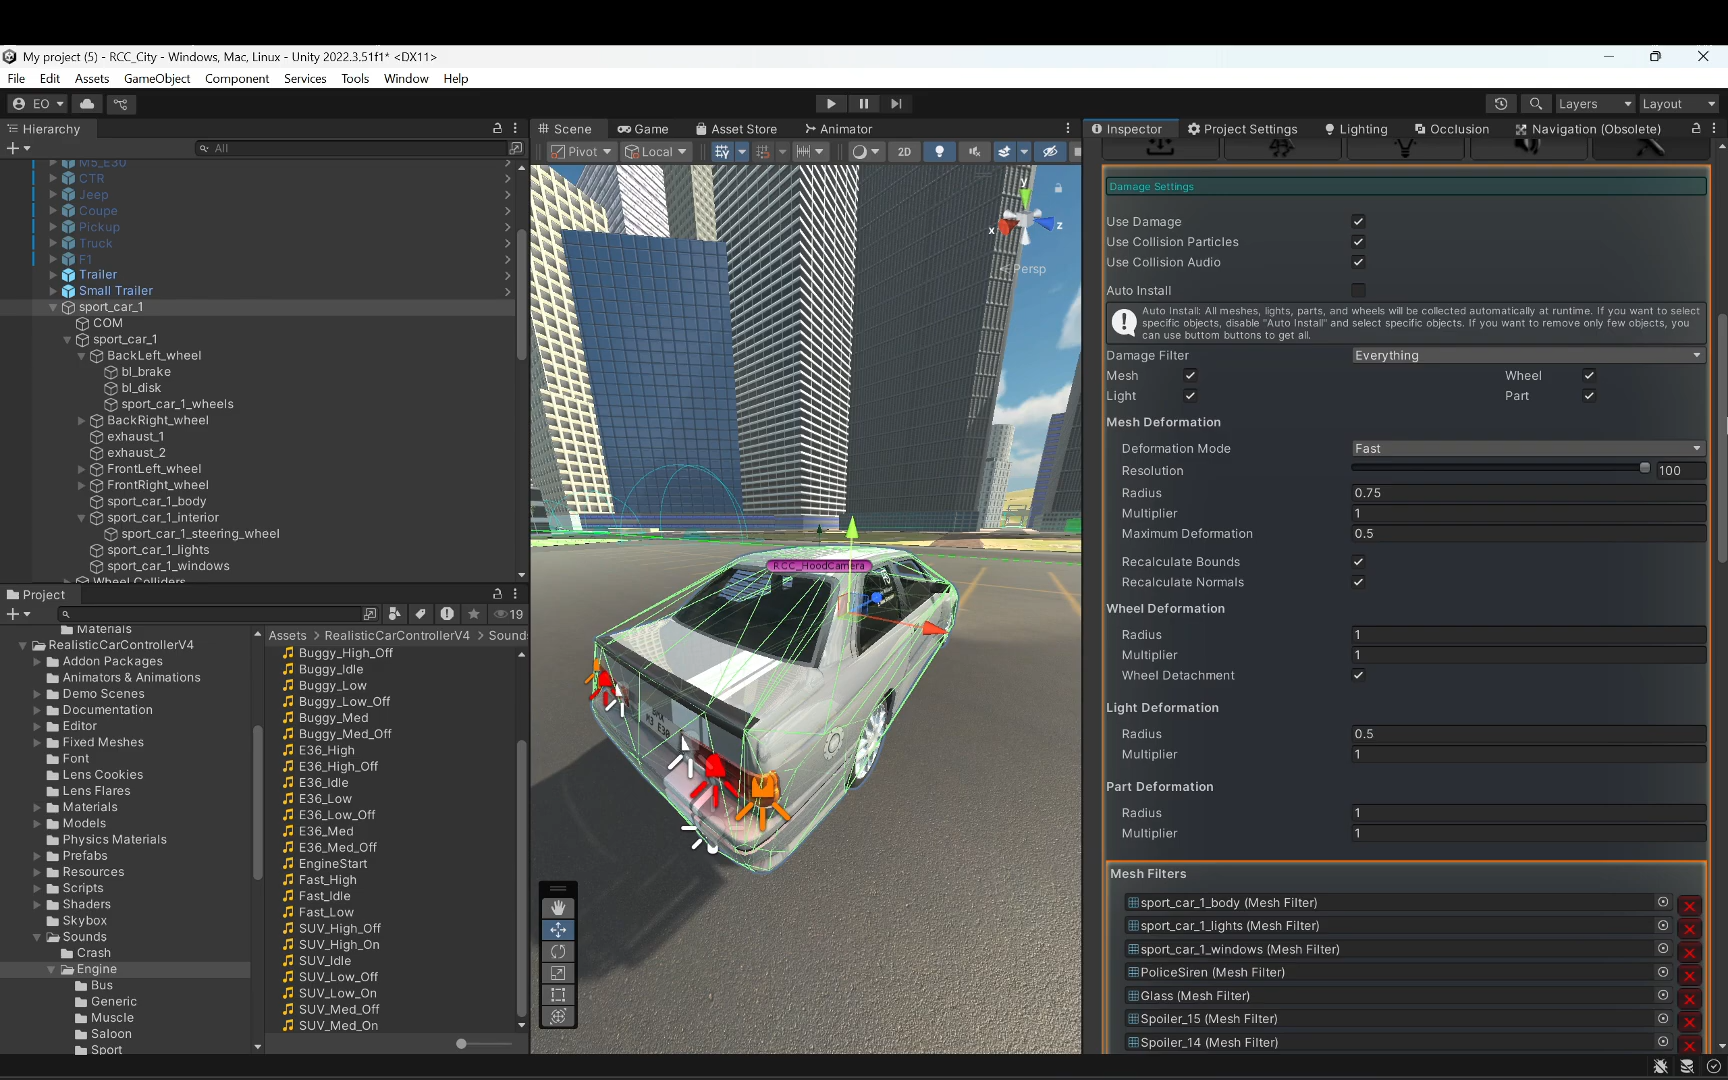 My project (5) - RCC_City - Windows, Mac, Linux - Unity 2022.3.51f1* <DX11>
File Edit Assets GameObject Component Services Tools Window Help
EO Layers Layout
Hierarchy
All
M5_E30
CTR
Jeep
Coupe
Pickup
Truck
F1
Trailer
Small Trailer
sport_car_1
COM
sport_car_1
BackLeft_wheel
bl_brake
bl_disk
sport_car_1_wheels
BackRight_wheel
exhaust_1
exhaust_2
FrontLeft_wheel
FrontRight_wheel
sport_car_1_body
sport_car_1_interior
sport_car_1_steering_wheel
sport_car_1_lights
sport_car_1_windows
Wheel Colliders
Project
19
Materials
RealisticCarControllerV4
Addon Packages
Animators & Animations
Demo Scenes
Documentation
Editor
Fixed Meshes
Font
Lens Cookies
Lens Flares
Materials
Models
Physics Materials
Prefabs
Resources
Scripts
Shaders
Skybox
Sounds
Crash
Engine
Bus
Generic
Muscle
Saloon
Sport
Assets > RealisticCarControllerV4 > Sound
Buggy_High_Off
Buggy_Idle
Buggy_Low
Buggy_Low_Off
Buggy_Med
Buggy_Med_Off
E36_High
E36_High_Off
E36_Idle
E36_Low
E36_Low_Off
E36_Med
E36_Med_Off
EngineStart
Fast_High
Fast_Idle
Fast_Low
SUV_High_Off
SUV_High_On
SUV_Idle
SUV_Low_Off
SUV_Low_On
SUV_Med_Off
SUV_Med_On
Scene Game Asset Store Animator
Pivot Local 2D
y
x z
Persp
RCC_HoodCamera
M3 E30
Inspector Project Settings Lighting Occlusion Navigation (Obsolete)
Damage Settings
Use Damage
Use Collision Particles
Use Collision Audio
Auto Install
Auto Install: All meshes, lights, parts, and wheels will be collected automatically at runtime. If you want to select
specific objects, disable "Auto Install" and select specific objects. If you want to remove only few objects, you
can use buttom buttons to get all.
Damage Filter Everything
Mesh Wheel
Light Part
Mesh Deformation
Deformation Mode Fast
Resolution 100
Radius 0.75
Multiplier 1
Maximum Deformation 0.5
Recalculate Bounds
Recalculate Normals
Wheel Deformation
Radius 1
Multiplier 1
Wheel Detachment
Light Deformation
Radius 0.5
Multiplier 1
Part Deformation
Radius 1
Multiplier 1
Mesh Filters
sport_car_1_body (Mesh Filter)
sport_car_1_lights (Mesh Filter)
sport_car_1_windows (Mesh Filter)
PoliceSiren (Mesh Filter)
Glass (Mesh Filter)
Spoiler_15 (Mesh Filter)
Spoiler_14 (Mesh Filter)